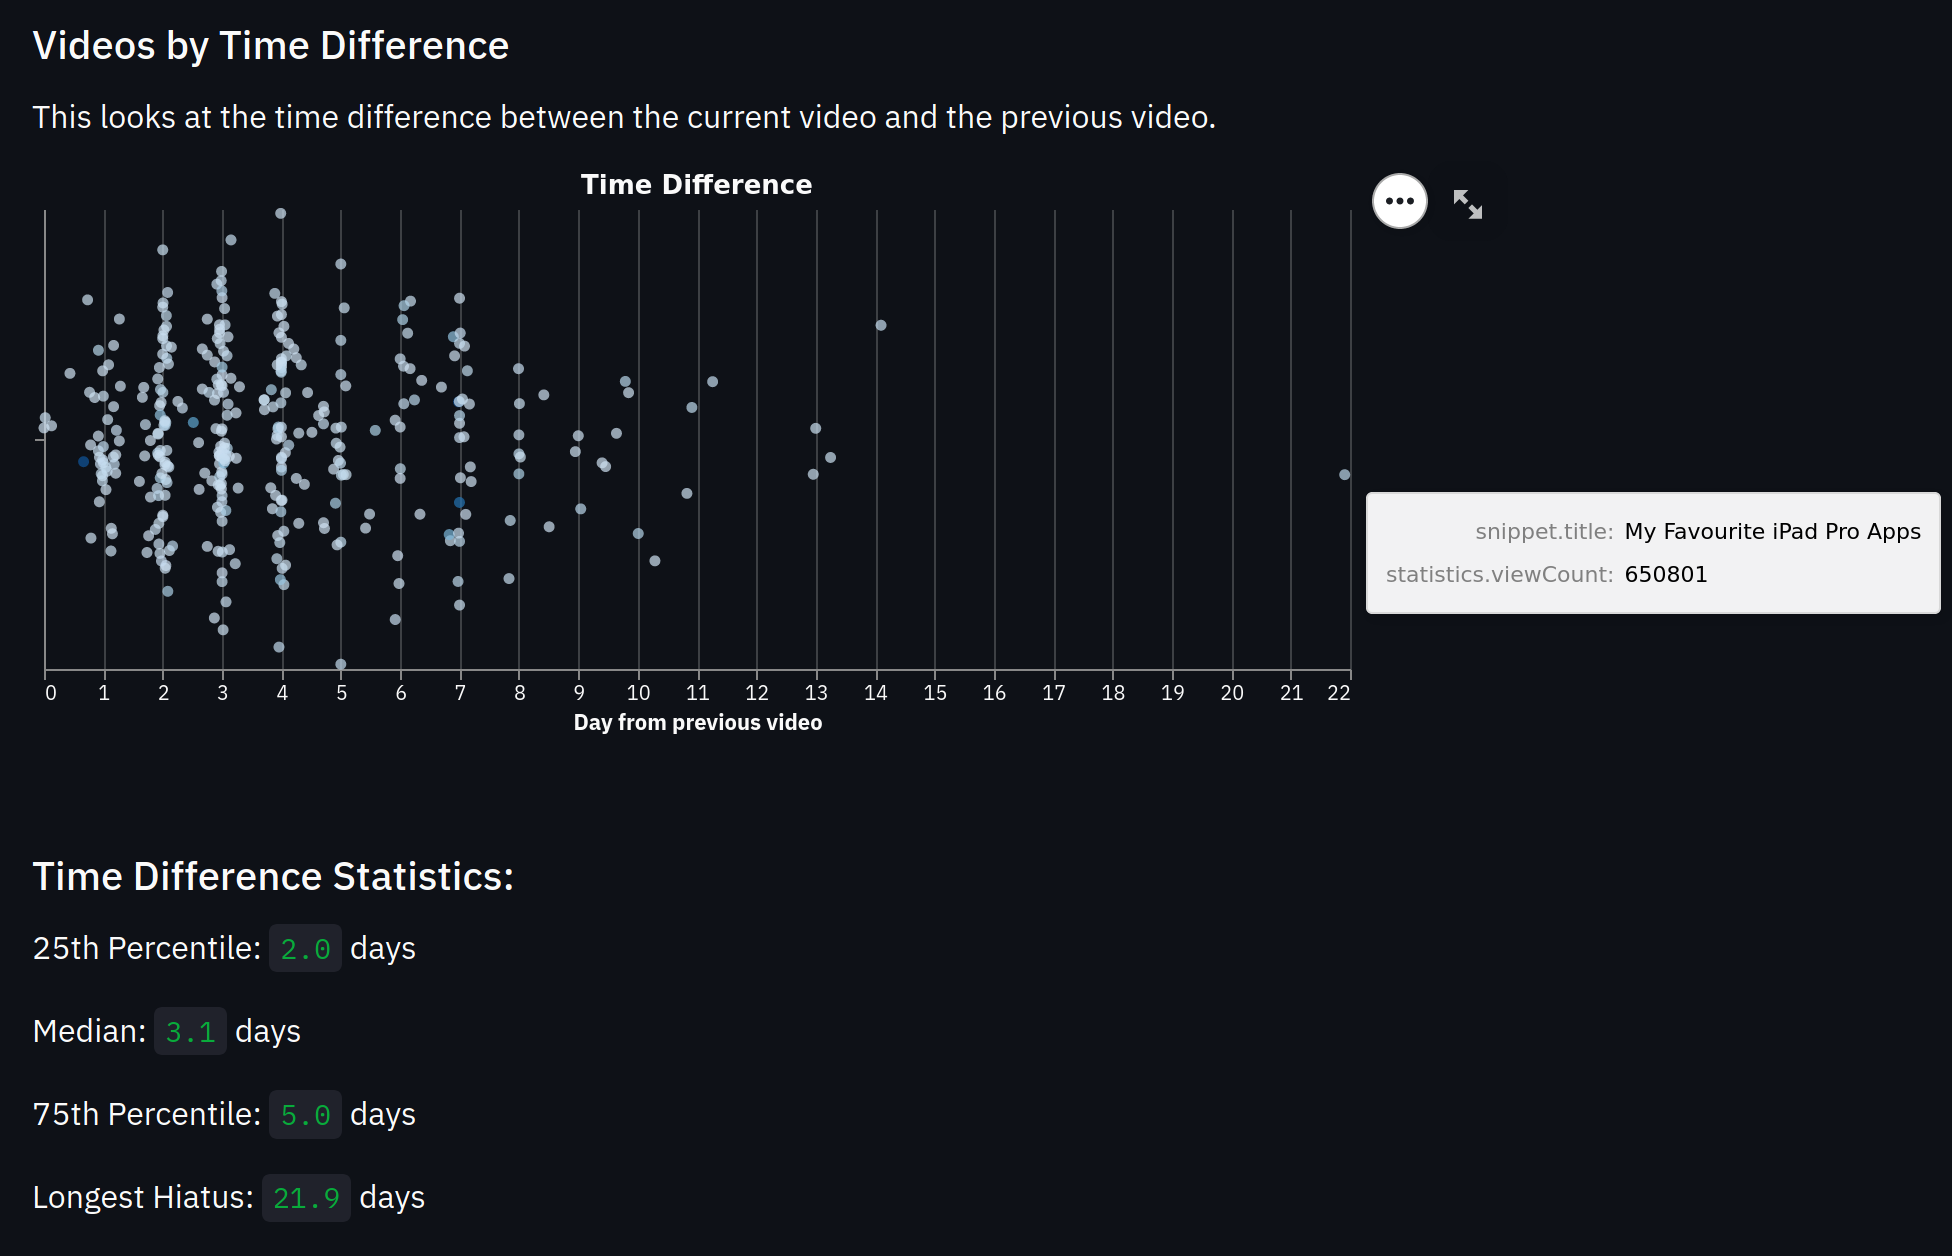 Videos by Time Difference
This looks at the time difference between the current video and the previous video.
Time Difference
snippet.title: My Favourite iPad Pro Apps
statistics.viewCount: 650801
0 1 2 3 4 5 6 7 8 9 10 11 12 13 14 15 16 17 18 19 20 21 22
Day from previous video
Time Difference Statistics:
25th Percentile: 2.0 days
Median: 3.1 days
75th Percentile: 5.0 days
Longest Hiatus: 21.9 days